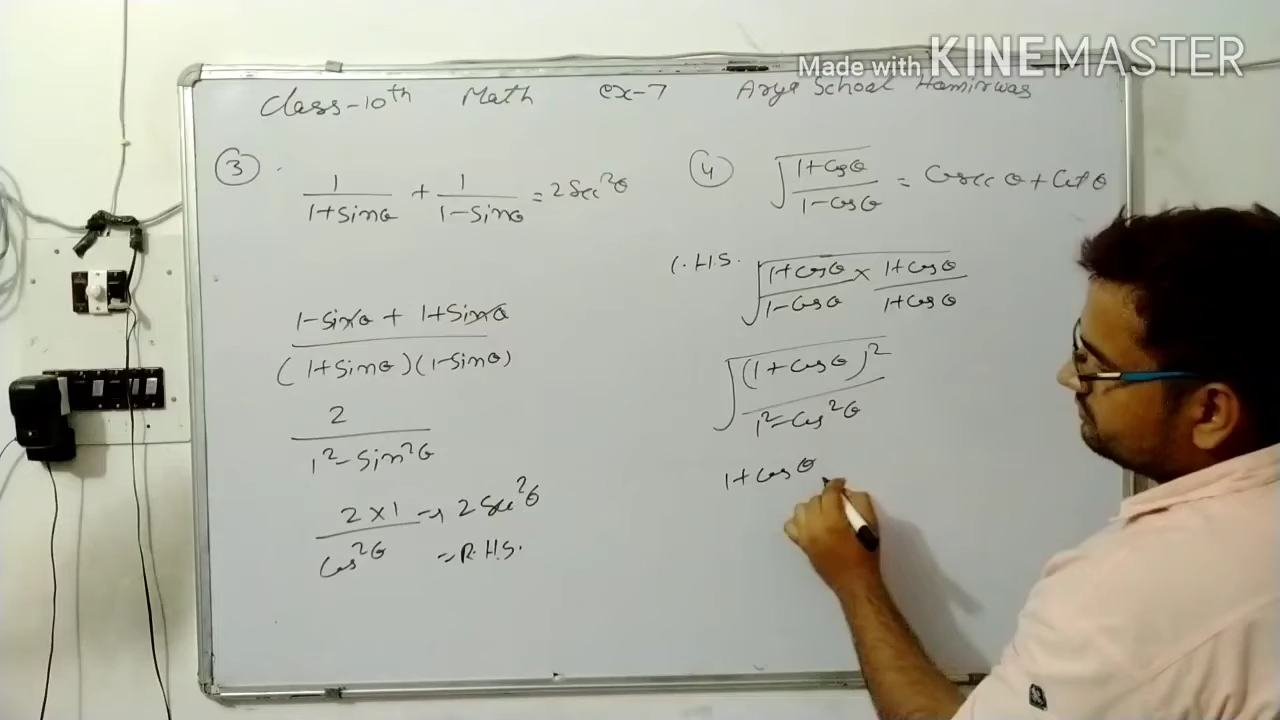 Made with KINEMASTER
Class-10th Math ex-7 Arya School Hamirwas
③ 1/(1+Sinθ) + 1/(1-Sinθ) = 2 Sec²θ
(1-Sinθ + 1+Sinθ)/((1+Sinθ)(1-Sinθ))
2/(1²-Sin²θ)
(2×1)/Cos²θ → 2 Sec²θ
= R.H.S.
④ √((1+Cosθ)/(1-Cosθ)) = Cosec θ + Cot θ
L.H.S. √((1+Cosθ)/(1-Cosθ) × (1+Cosθ)/(1+Cosθ))
√((1+Cosθ)²/(1²-Cos²θ))
1+Cosθ